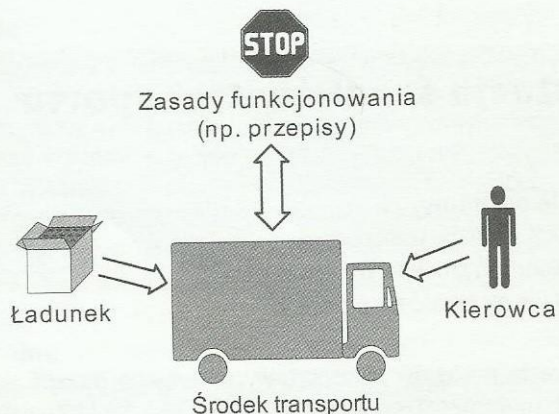 STOP
Zasady funkcjonowania
(np. przepisy)
Ładunek
Kierowca
Środek transportu